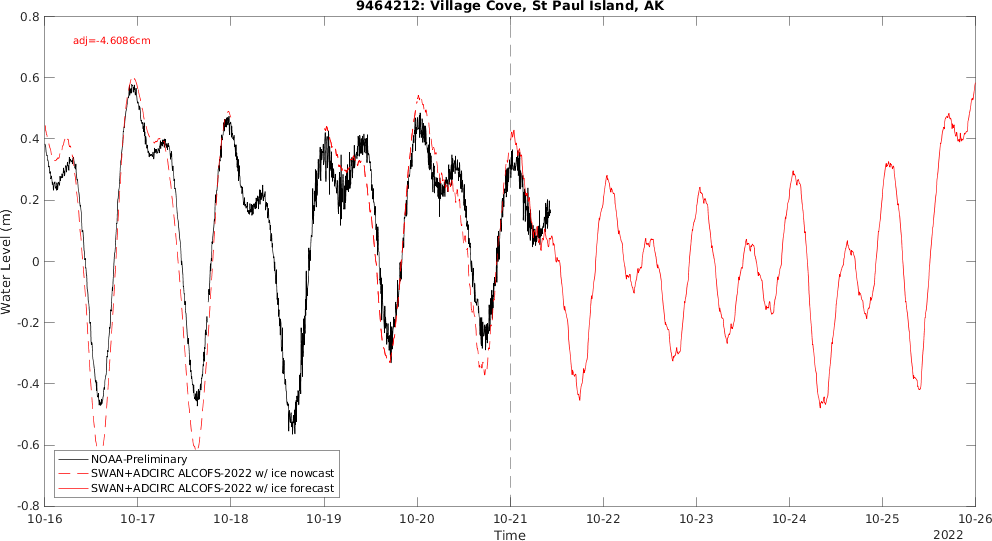 9464212: Village Cove, St Paul Island, AK
adj=-4.6086cm
Water Level (m)
0.8
0.6
0.4
0.2
0
-0.2
-0.4
-0.6
-0.8
NOAA-Preliminary
SWAN+ADCIRC ALCOFS-2022 w/ ice nowcast
SWAN+ADCIRC ALCOFS-2022 w/ ice forecast
10-16 10-17 10-18 10-19 10-20 10-21 10-22 10-23 10-24 10-25 10-26
Time
2022